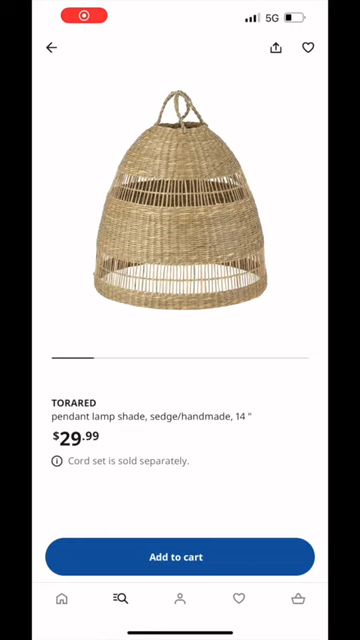 5G
TORARED
pendant lamp shade, sedge/handmade, 14 "
$29.99
Cord set is sold separately.
Add to cart